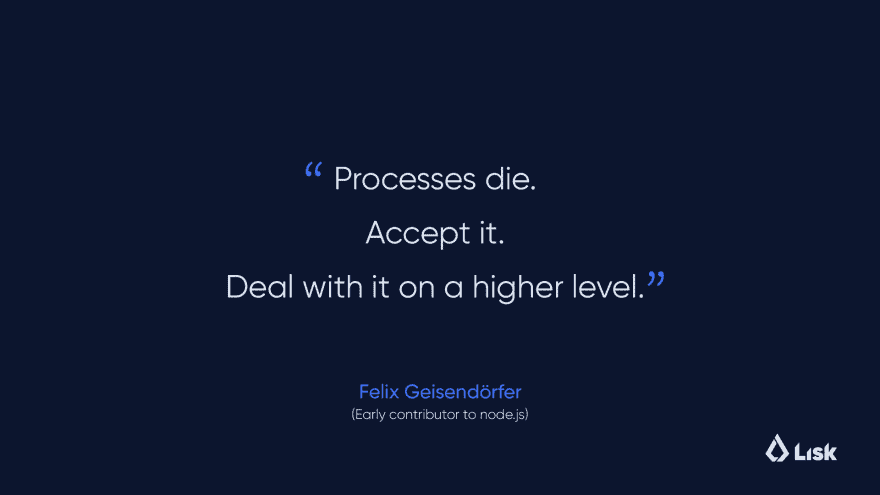 “ Processes die.
Accept it.
Deal with it on a higher level.”
Felix Geisendörfer
(Early contributor to node.js)
Lisk